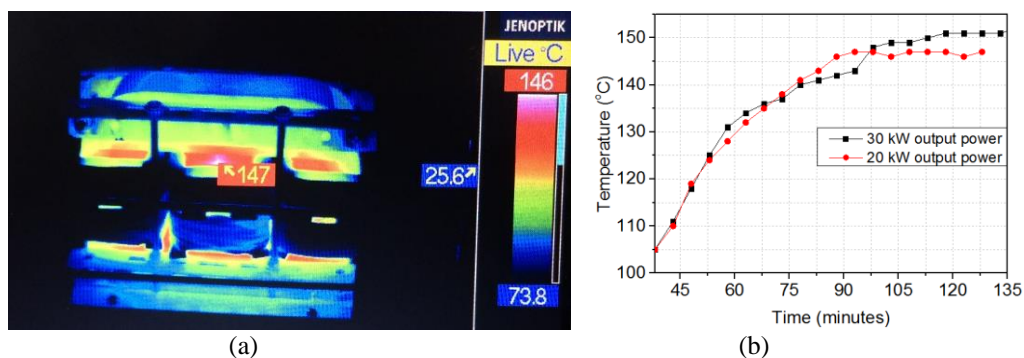 JENOPTIK
Live °C
146
147
25.6
73.8
(a)
150
140
130
120
110
100
Temperature (°C)
30 kW output power
20 kW output power
45 60 75 90 105 120 135
Time (minutes)
(b)